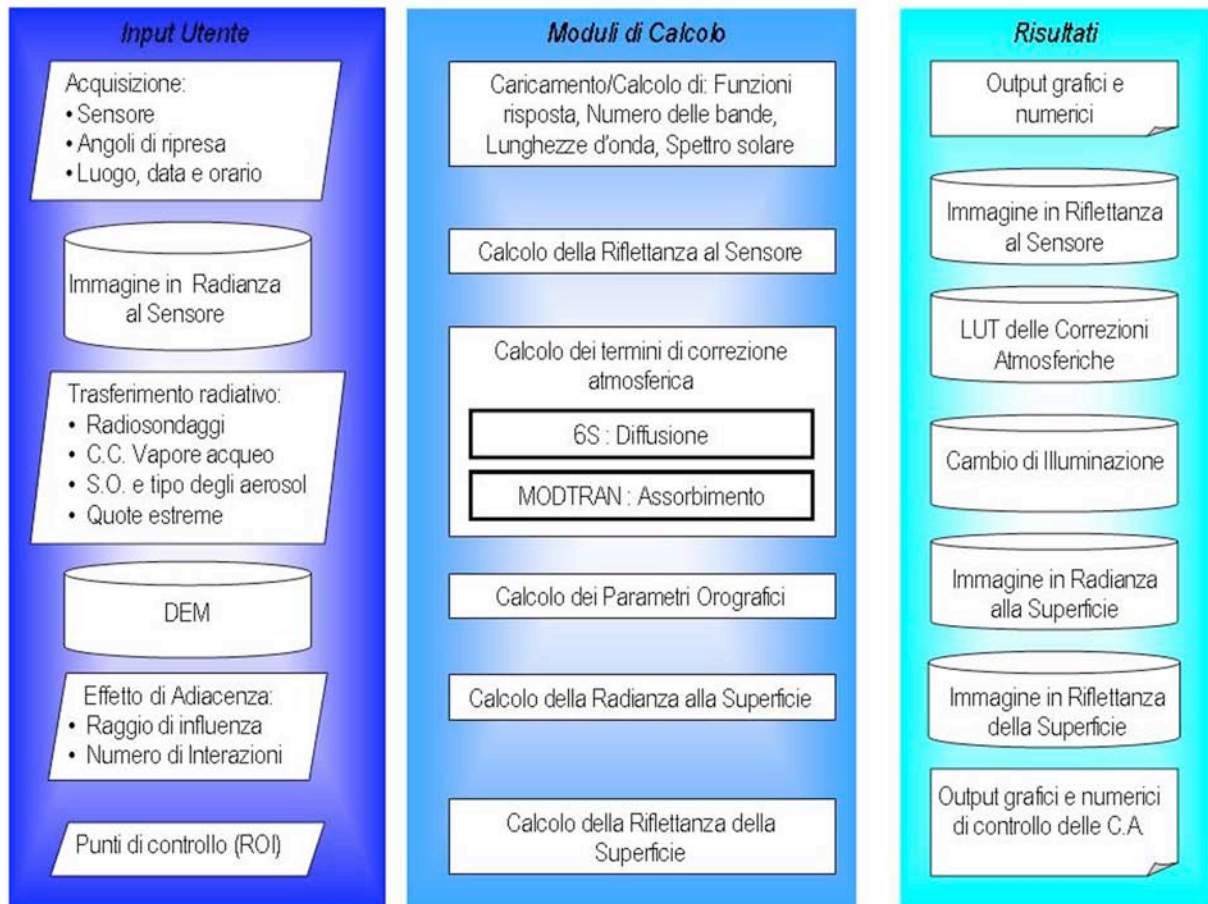 Input Utente
Acquisizione:
• Sensore
• Angoli di ripresa
• Luogo, data e orario
Immagine in Radianza
al Sensore
Trasferimento radiativo:
• Radiosondaggi
• C.C. Vapore acqueo
• S.O. e tipo degli aerosol
• Quote estreme
DEM
Effetto di Adiacenza:
• Raggio di influenza
• Numero di Interazioni
Punti di controllo (ROI)
Moduli di Calcolo
Caricamento/Calcolo di: Funzioni
risposta, Numero delle bande,
Lunghezze d'onda, Spettro solare
Calcolo della Riflettanza al Sensore
Calcolo dei termini di correzione
atmosferica
6S : Diffusione
MODTRAN : Assorbimento
Calcolo dei Parametri Orografici
Calcolo della Radianza alla Superficie
Calcolo della Riflettanza della
Superficie
Risultati
Output grafici e
numerici
Immagine in Riflettanza
al Sensore
LUT delle Correzioni
Atmosferiche
Cambio di Illuminazione
Immagine in Radianza
alla Superficie
Immagine in Riflettanza
della Superficie
Output grafici e numerici
di controllo delle C.A.